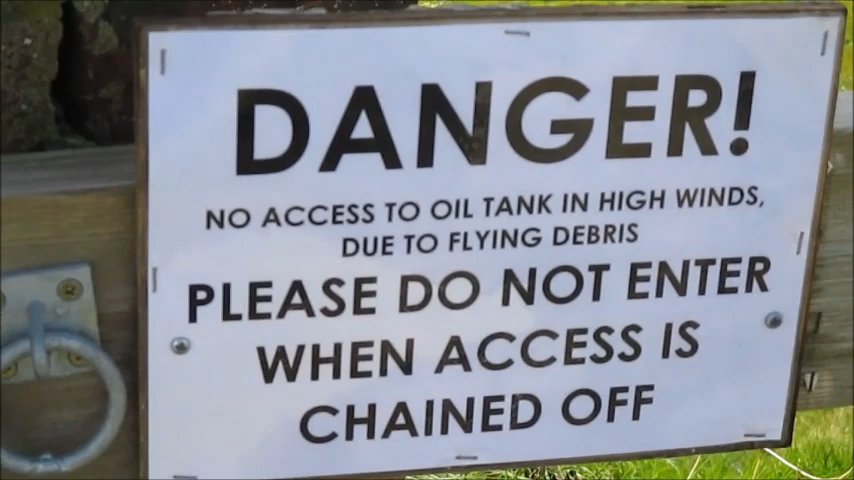 DANGER!
NO ACCESS TO OIL TANK IN HIGH WINDS,
DUE TO FLYING DEBRIS
PLEASE DO NOT ENTER
WHEN ACCESS IS
CHAINED OFF